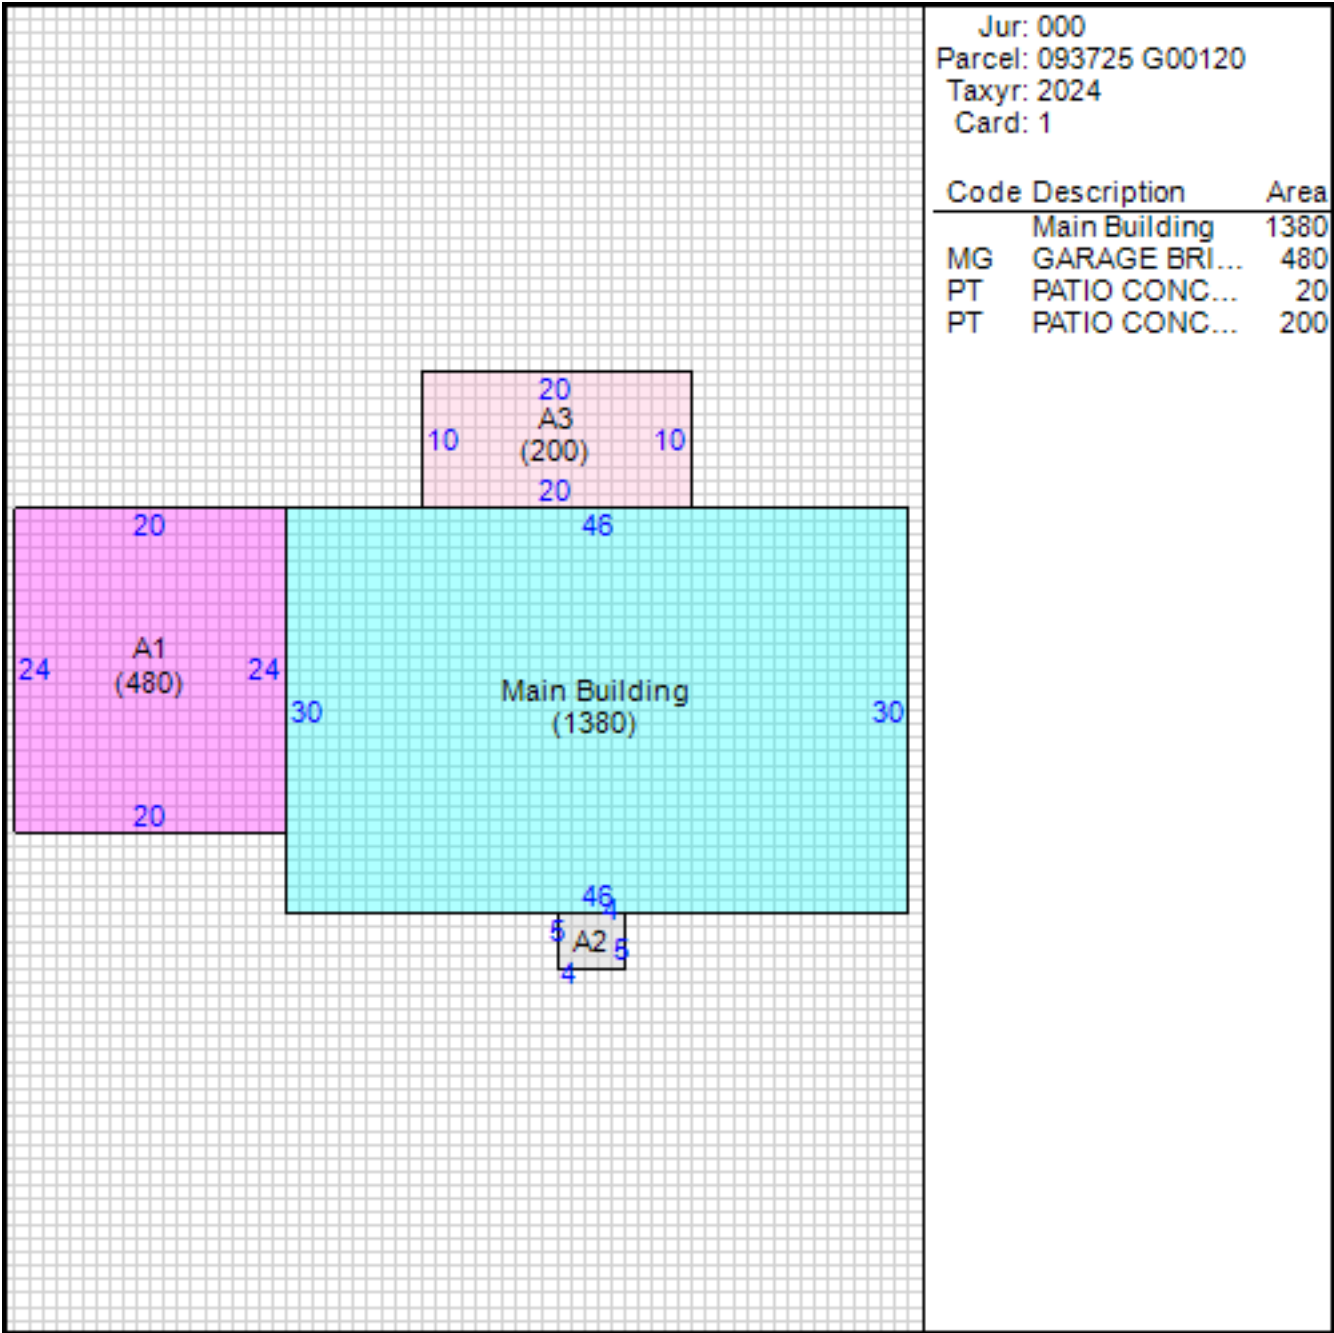 Jur: 000
Parcel: 093725 G00120
Taxyr: 2024
Card: 1
Code Description Area
Main Building 1380
MG GARAGE BRI... 480
PT PATIO CONC... 20
PT PATIO CONC... 200
20
A3
10 10
(200)
20
20 46
A1
24 24
(480)
Main Building
30 30
(1380)
20
46
4
5
A2
5
4